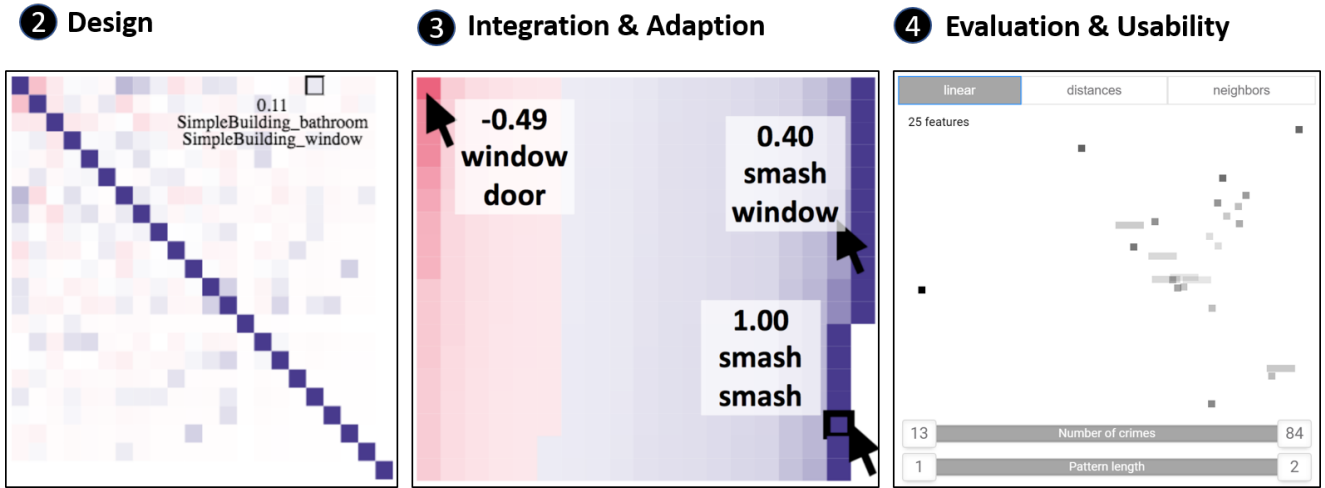 2 Design
3 Integration & Adaption
4 Evaluation & Usability
0.11
SimpleBuilding_bathroom
SimpleBuilding_window
-0.49
window
door
0.40
smash
window
1.00
smash
smash
linear distances neighbors
25 features
13 Number of crimes 84
1 Pattern length 2